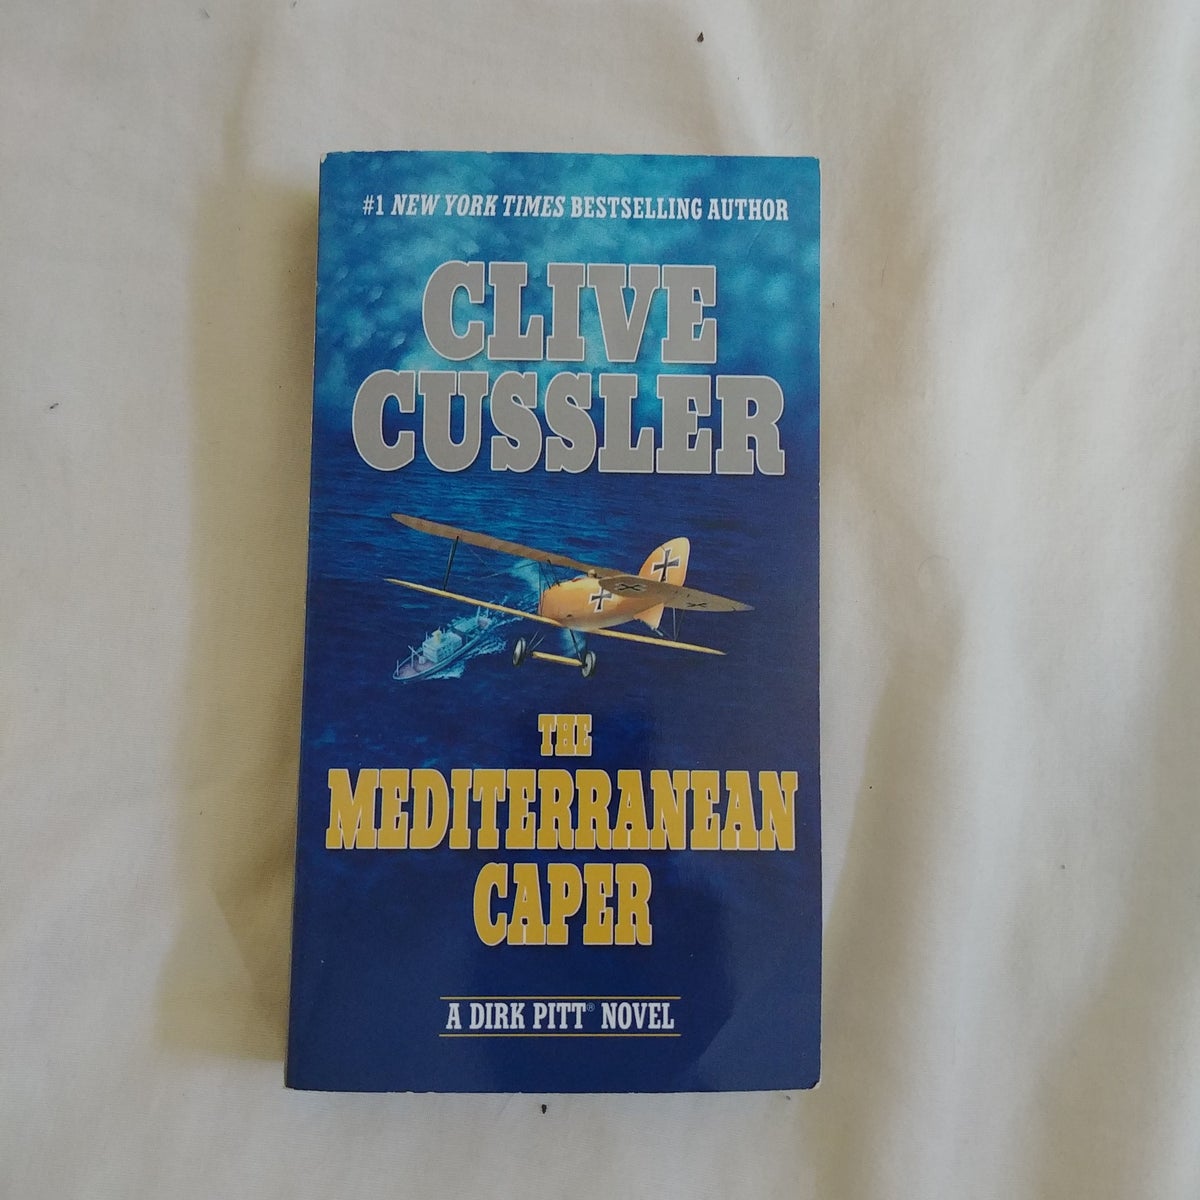 #1 NEW YORK TIMES BESTSELLING AUTHOR
CLIVE
CUSSLER
THE
MEDITERRANEAN
CAPER
A DIRK PITT® NOVEL